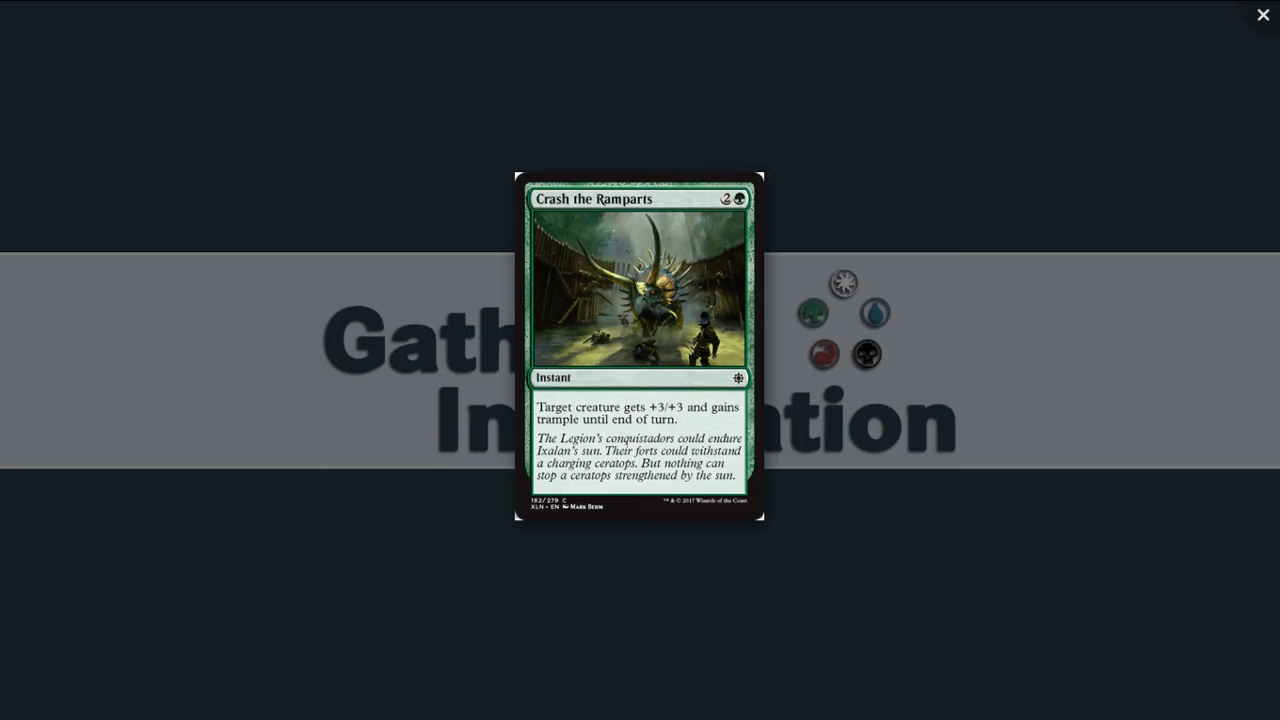 Crash the Ramparts 2
Gath
In
ation
Instant
Target creature gets +3/+3 and gains
trample until end of turn.
The Legion's conquistadors could endure
Ixalan's sun. Their forts could withstand
a charging ceratops. But nothing can
stop a ceratops strengthened by the sun.
182/279 C
XLN • EN Mark Behm
™ & © 2017 Wizards of the Coast